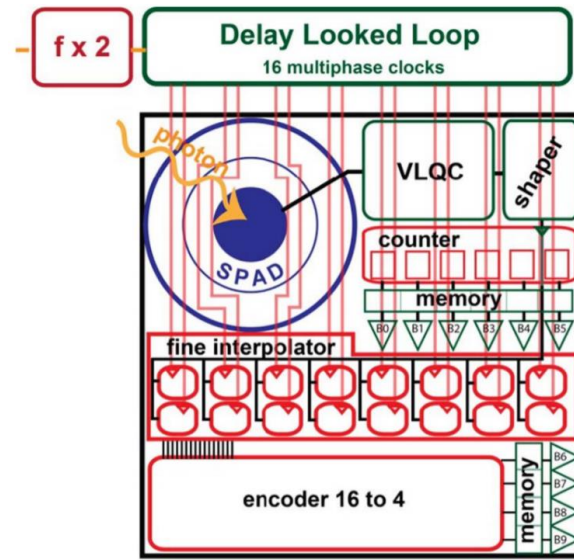 f x 2
Delay Looked Loop
16 multiphase clocks
photon
SPAD
VLQC
shaper
counter
memory
B0 B1 B2 B3 B4 B5
fine interpolator
encoder 16 to 4
memory
B6
B7
B8
B9